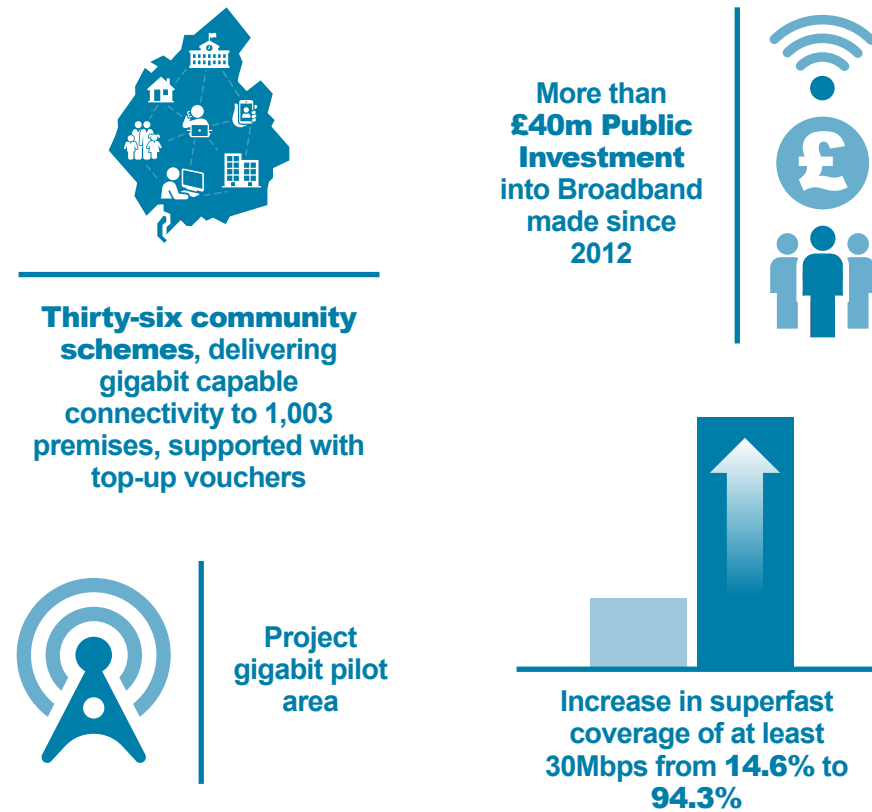 More than
£40m Public
Investment
into Broadband
made since
2012
£
Thirty-six community
schemes, delivering
gigabit capable
connectivity to 1,003
premises, supported with
top-up vouchers
Project
gigabit pilot
area
Increase in superfast
coverage of at least
30Mbps from 14.6% to
94.3%